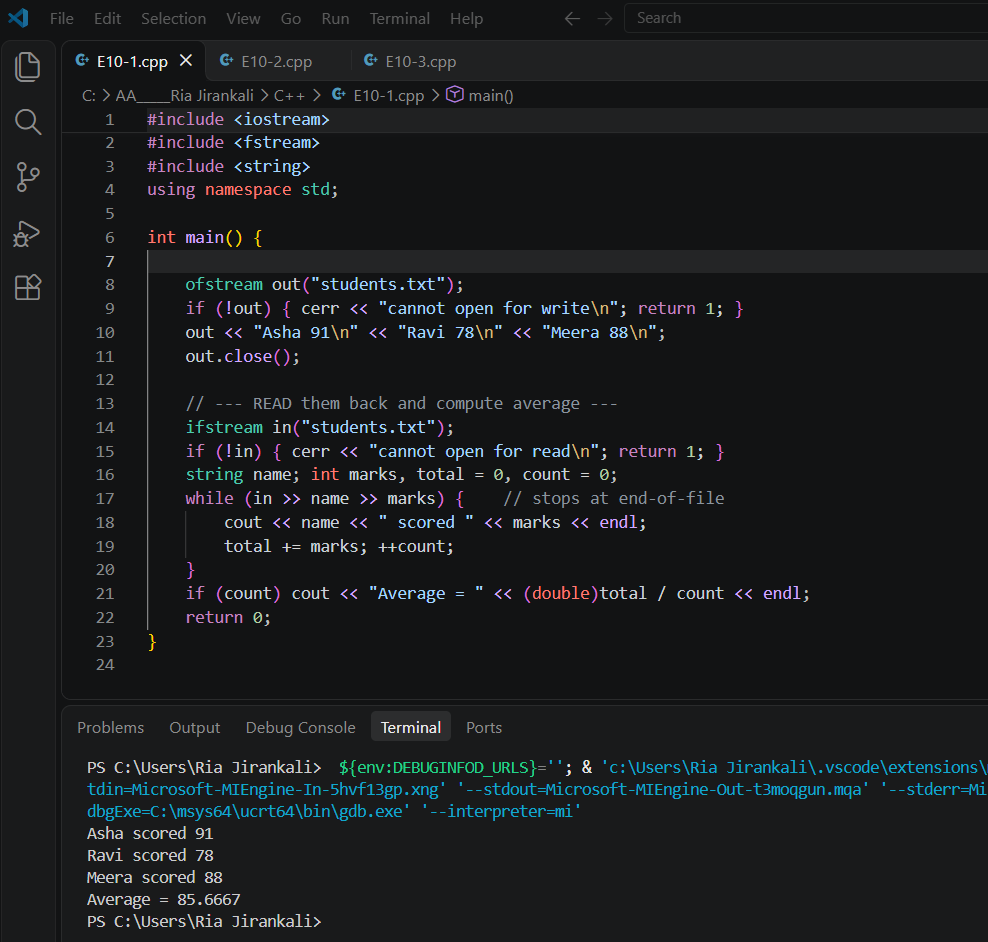 File Edit Selection View Go Run Terminal Help Search
E10-1.cpp E10-2.cpp E10-3.cpp
C: > AA____Ria Jirankali > C++ > E10-1.cpp > main()
1 #include <iostream>
2 #include <fstream>
3 #include <string>
4 using namespace std;
5
6 int main() {
7
8     ofstream out("students.txt");
9     if (!out) { cerr << "cannot open for write\n"; return 1; }
10     out << "Asha 91\n" << "Ravi 78\n" << "Meera 88\n";
11     out.close();
12
13     // --- READ them back and compute average ---
14     ifstream in("students.txt");
15     if (!in) { cerr << "cannot open for read\n"; return 1; }
16     string name; int marks, total = 0, count = 0;
17     while (in >> name >> marks) {    // stops at end-of-file
18         cout << name << " scored " << marks << endl;
19         total += marks; ++count;
20     }
21     if (count) cout << "Average = " << (double)total / count << endl;
22     return 0;
23 }
24
Problems Output Debug Console Terminal Ports
PS C:\Users\Ria Jirankali>  ${env:DEBUGINFOD_URLS}=''; & 'c:\Users\Ria Jirankali\.vscode\extensions\
tdin=Microsoft-MIEngine-In-5hvf13gp.xng' '--stdout=Microsoft-MIEngine-Out-t3moqgun.mqa' '--stderr=Mi
dbgExe=C:\msys64\ucrt64\bin\gdb.exe' '--interpreter=mi'
Asha scored 91
Ravi scored 78
Meera scored 88
Average = 85.6667
PS C:\Users\Ria Jirankali>